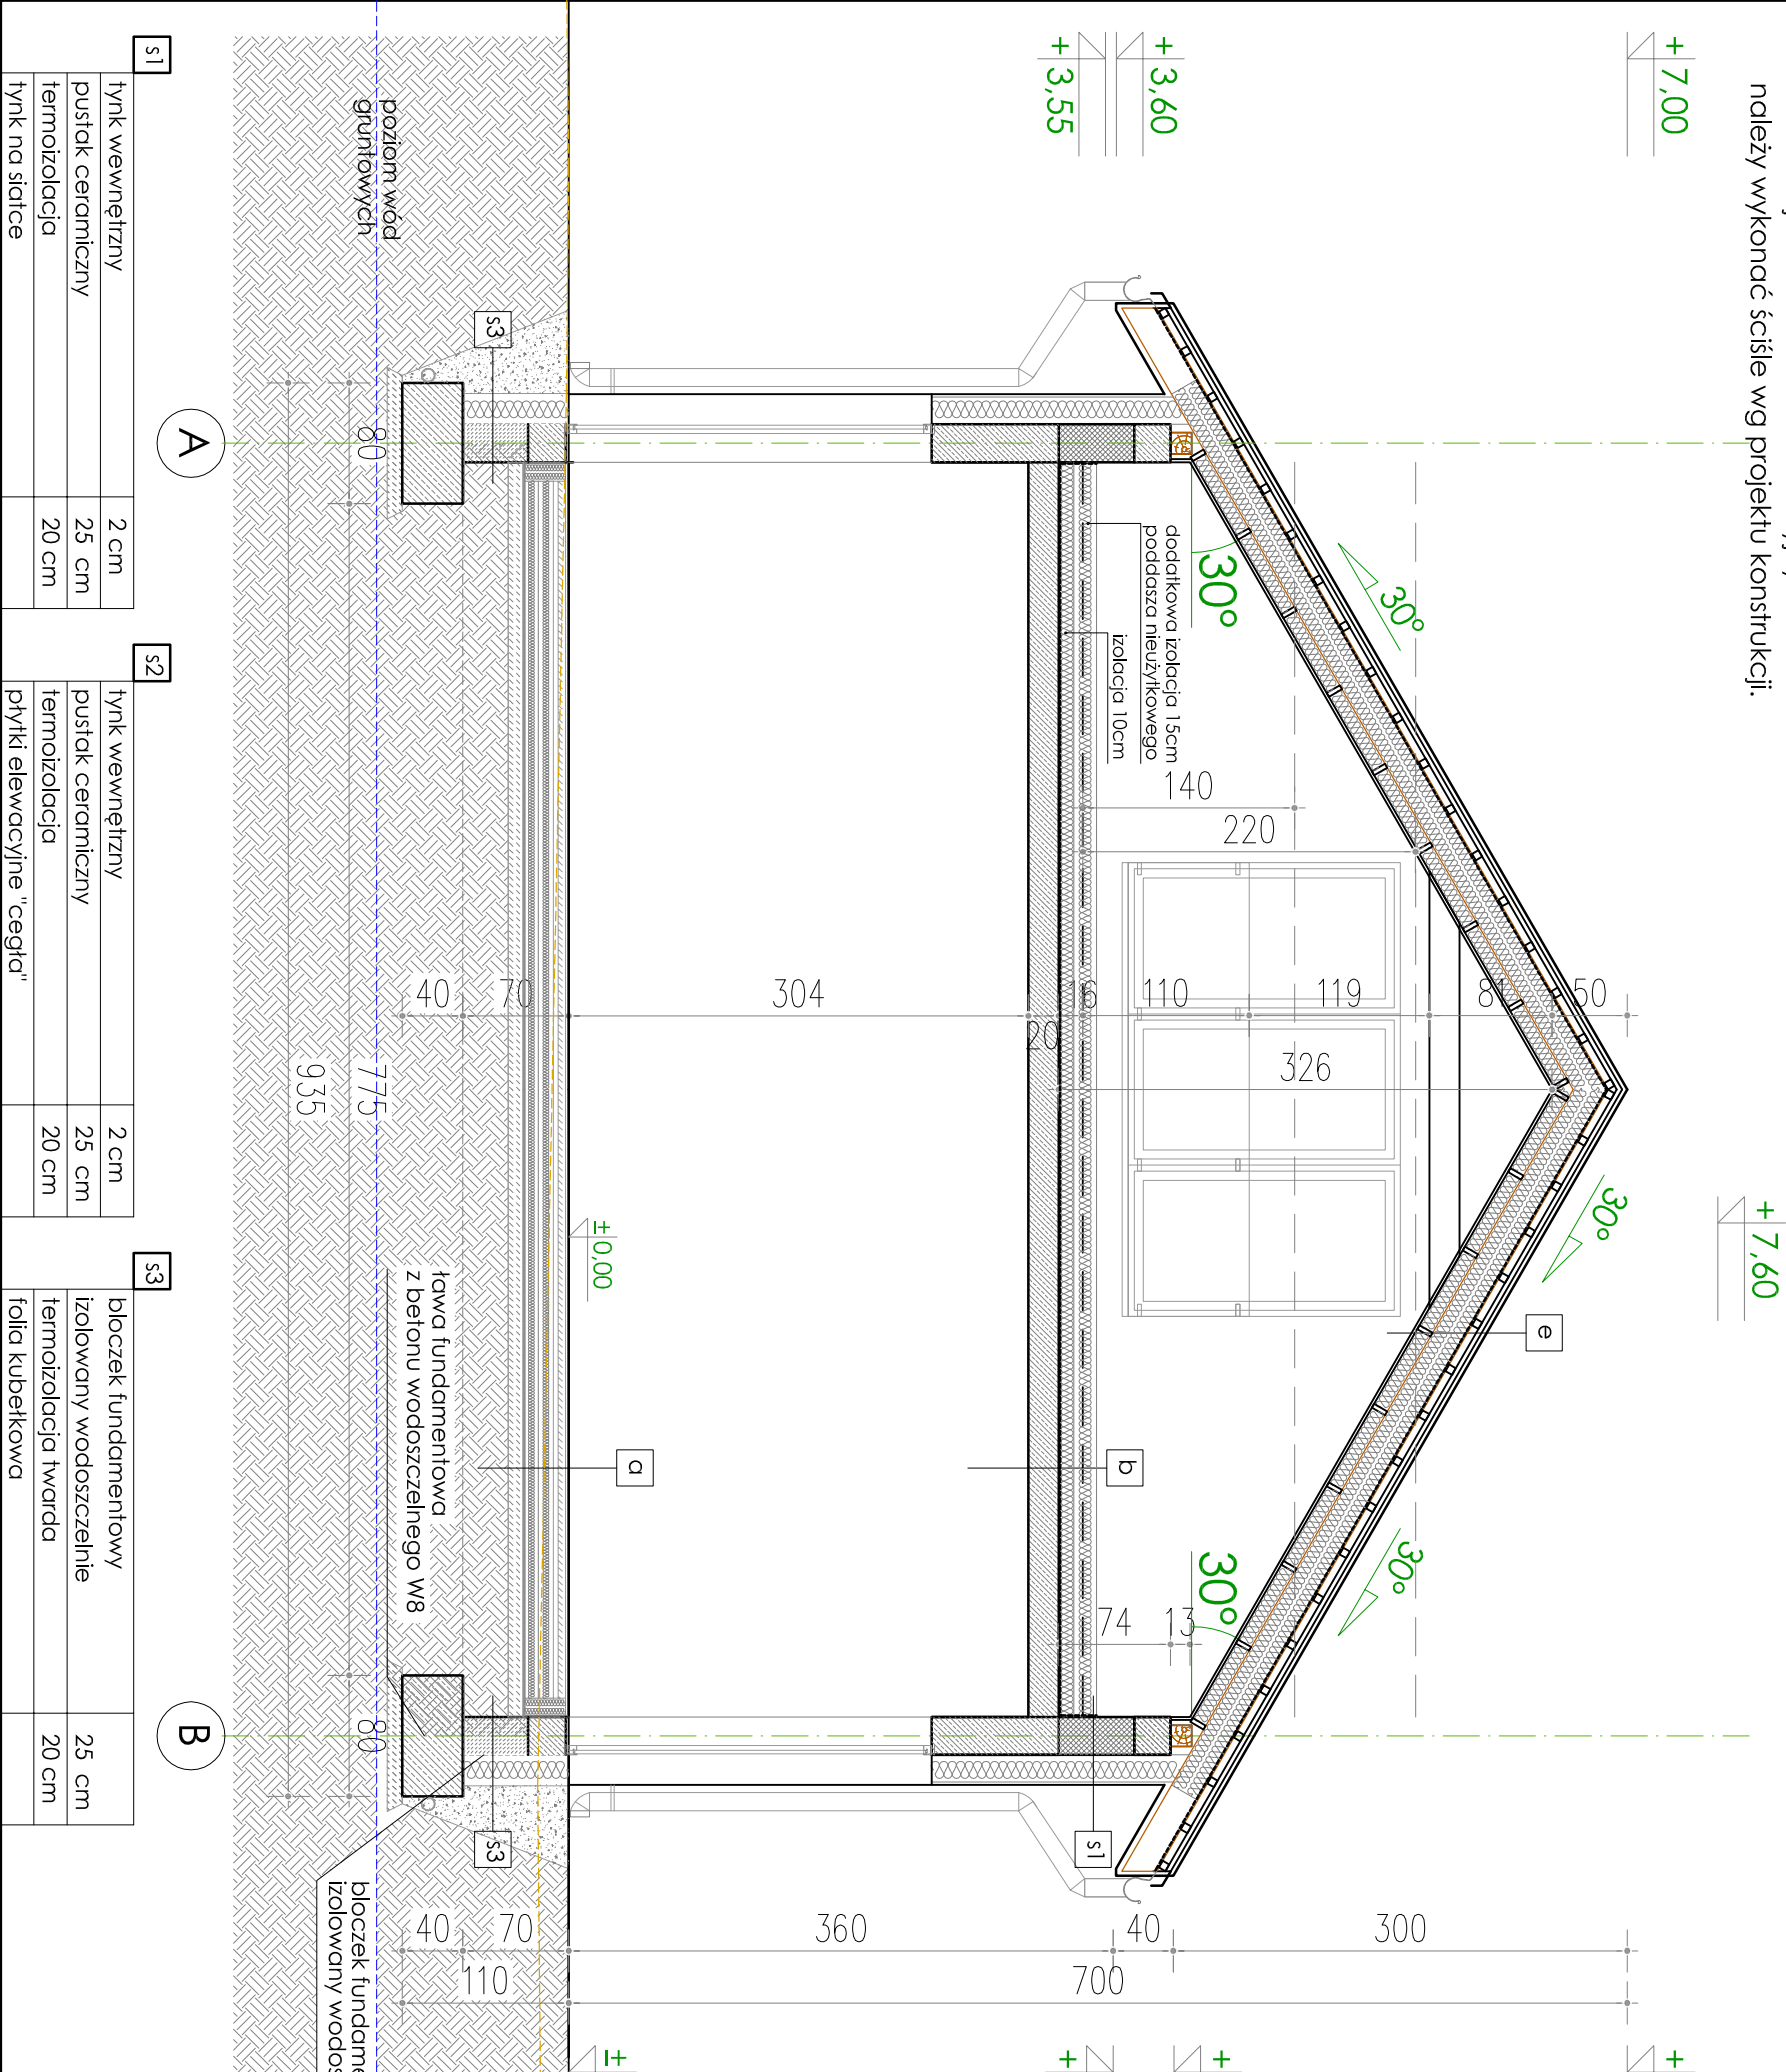 należy wykonać ściśle wg projektu konstrukcji.
+ 7,00
+ 7,60
+ 3,60
+ 3,55
30°
30°
30°
30°
30°
30°
e
dodatkowa izolacja 15cm
poddasza nieużytkowego
izolacja 10cm
140
220
40
70
304
20
16
110
119
81
50
326
74
13
b
a
s1
±0,00
poziom wód
gruntowych
s3
s3
80
775
80
935
ława fundamentowa
z betonu wodoszczelnego W8
40
70
360
40
300
110
700
±
+
+
+
A
B
s1
tynk wewnętrzny 2 cm
pustak ceramiczny 25 cm
termoizolacja 20 cm
tynk na siatce
s2
tynk wewnętrzny 2 cm
pustak ceramiczny 25 cm
termoizolacja 20 cm
płytki elewacyjne "cegła"
s3
bloczek fundamentowy 
izolowany wodoszczelnie 25 cm
termoizolacja twarda 20 cm
folia kubełkowa
bloczek
izolowany